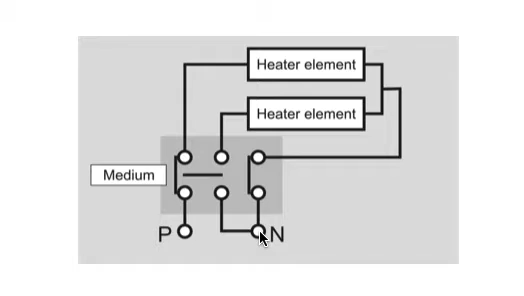 Heater element
Heater element
Medium
P
N